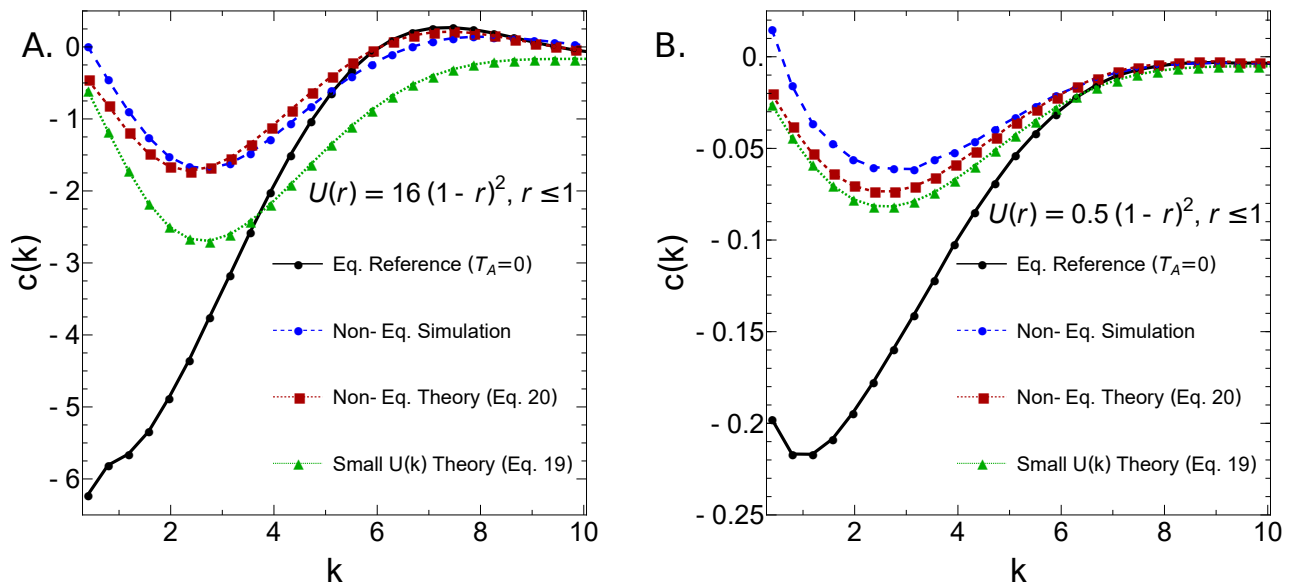 A.
0
- 1
- 2
- 3
- 4
- 5
- 6
c(k)
U(r) = 16 (1 - r)², r ≤1
Eq. Reference (T_A=0)
Non- Eq. Simulation
Non- Eq. Theory (Eq. 20)
Small U(k) Theory (Eq. 19)
2 4 6 8 10
k
B.
0.
- 0.05
- 0.1
- 0.15
- 0.2
- 0.25
c(k)
U(r) = 0.5 (1 - r)², r ≤1
Eq. Reference (T_A=0)
Non- Eq. Simulation
Non- Eq. Theory (Eq. 20)
Small U(k) Theory (Eq. 19)
2 4 6 8 10
k